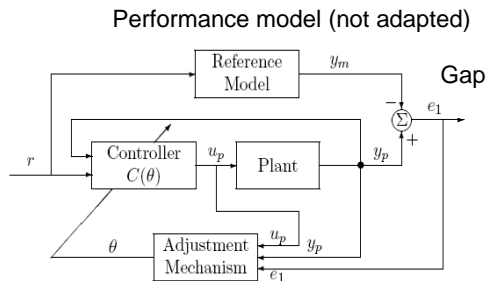 Performance model (not adapted)
Reference
Model
y_m
Gap
−
Σ
e_1
+
r
Controller
C(θ)
u_p
Plant
y_p
θ
Adjustment
Mechanism
u_p
y_p
e_1